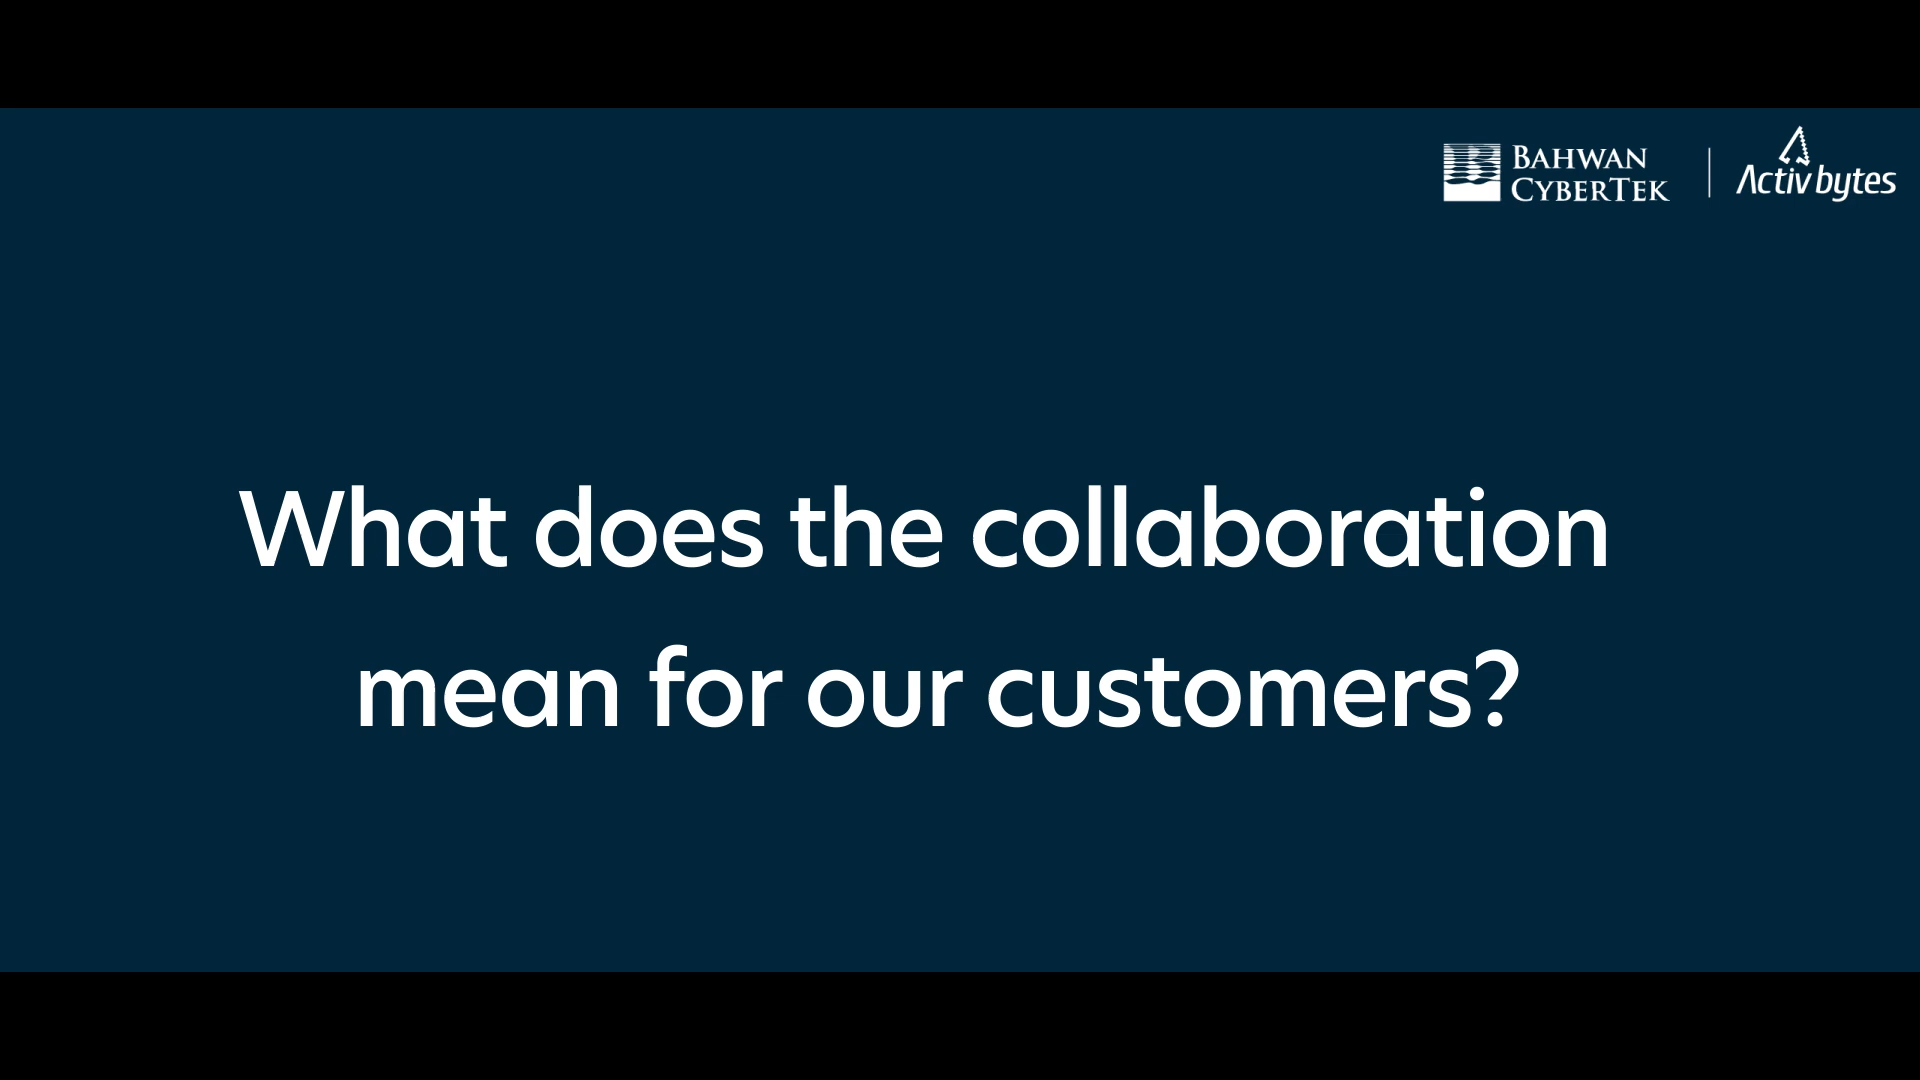 BAHWAN
CYBERTEK
Activbytes
What does the collaboration
mean for our customers?